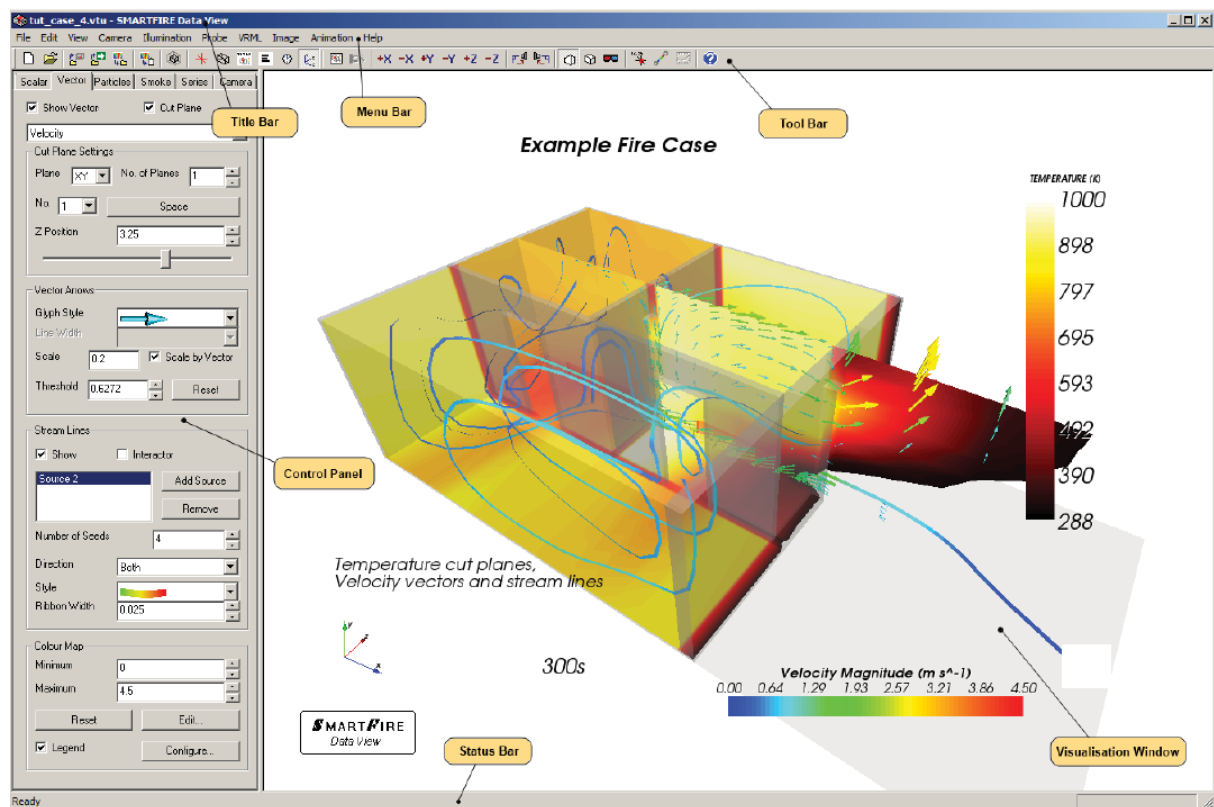 tut_case_4.vtu - SMARTFIRE Data View
File Edit View Camera Illumination Probe VRML Image Animation Help
+X -X +Y -Y +Z -Z
Scalar Vector Particles Smoke Series Camera
Show Vector Cut Plane
Title Bar
Menu Bar
Tool Bar
Velocity
Cut Plane Settings
Plane XY No. of Planes 1
No. 1 Space
Z Position 3.25
Vector Arrows
Glyph Style
Line Width
Scale 0.2 Scale by Vector
Threshold 0.6272 Reset
Stream Lines
Show Interactor
Source 2
Add Source
Remove
Number of Seeds 4
Direction Both
Style
Ribbon Width 0.025
Colour Map
Minimum 0
Maximum 4.5
Reset Edit...
Legend Configure...
Control Panel
Example Fire Case
TEMPERATURE (K)
1000
898
797
695
593
492
390
288
Temperature cut planes,
Velocity vectors and stream lines
y
z
x
300s
Velocity Magnitude (m s^-1)
0.00 0.64 1.29 1.93 2.57 3.21 3.86 4.50
SMARTFIRE
Data View
Status Bar
Visualisation Window
Ready